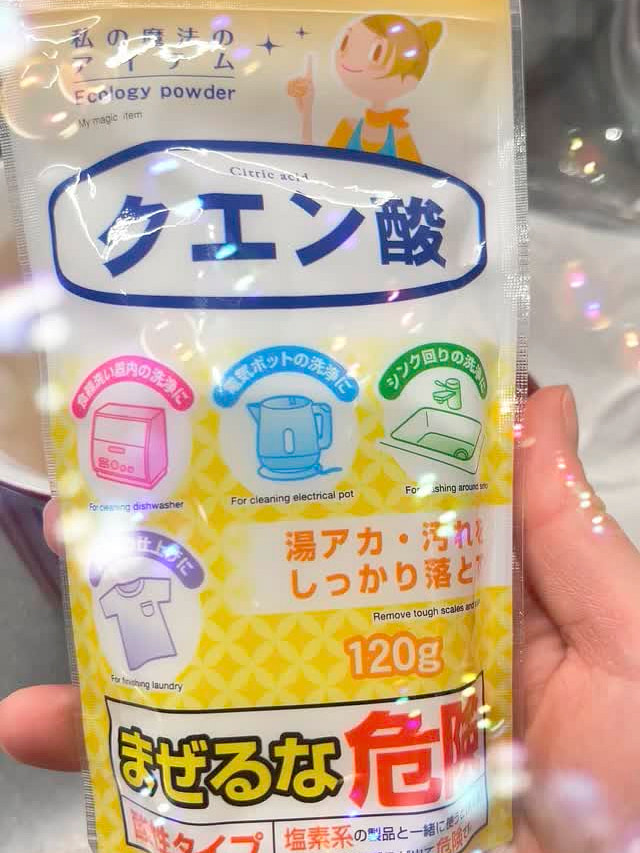 私の魔法の
アイテム
Ecology powder
My magic item
Citric acid
クエン酸
食器洗い器内の洗浄に
電気ポットの洗浄に
シンク回りの洗浄に
For cleaning dishwasher
For cleaning electrical pot
For washing around
仕上げに
湯アカ・汚れを
しっかり落と
Remove tough scales and
For finishing laundry
120g
まぜるな危険
酸性タイプ
塩素系の製品と一緒に
危険